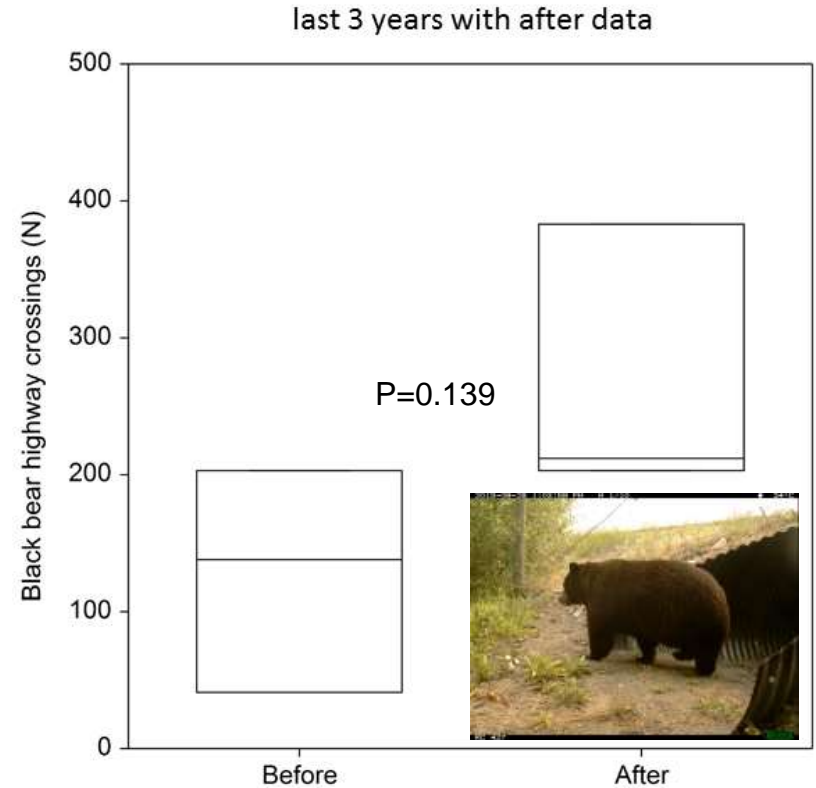 last 3 years with after data
500
400
300
200
100
0
Black bear highway crossings (N)
P=0.139
Before
After